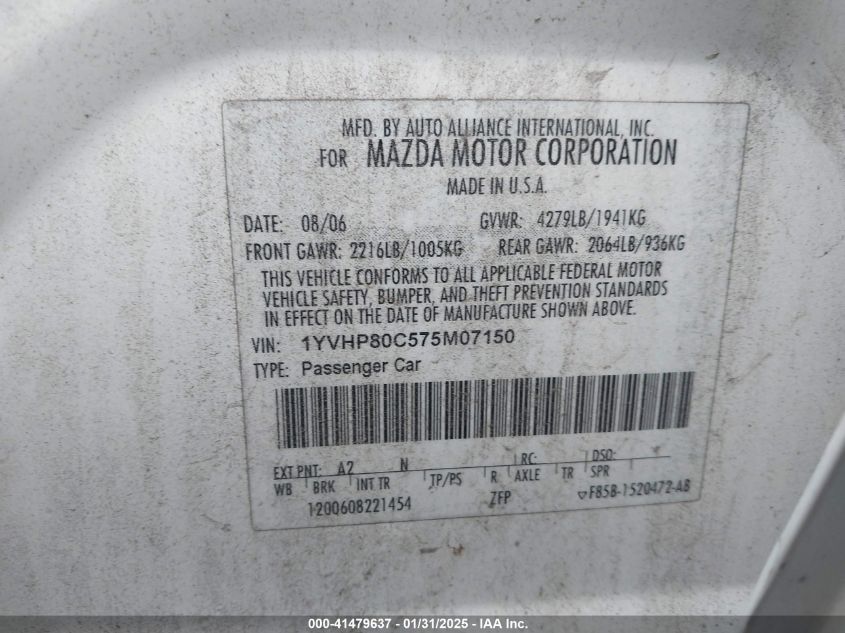 MFD. BY AUTO ALLIANCE INTERNATIONAL, INC.
FOR MAZDA MOTOR CORPORATION
MADE IN U.S.A.
DATE: 08/06 GVWR: 4279LB/1941KG
FRONT GAWR: 2216LB/1005KG REAR GAWR: 2064LB/936KG
THIS VEHICLE CONFORMS TO ALL APPLICABLE FEDERAL MOTOR
VEHICLE SAFETY, BUMPER, AND THEFT PREVENTION STANDARDS
IN EFFECT ON THE DATE OF MANUFACTURE SHOWN ABOVE.
VIN: 1YVHP80C575M07150
TYPE: Passenger Car
EXT PNT: A2 N RC: DSO:
WB BRK INT TR TP/PS R AXLE TR SPR
1200608221454 ZFP ▽F85B-1520472-AB
000-41479637 - 01/31/2025 - IAA Inc.